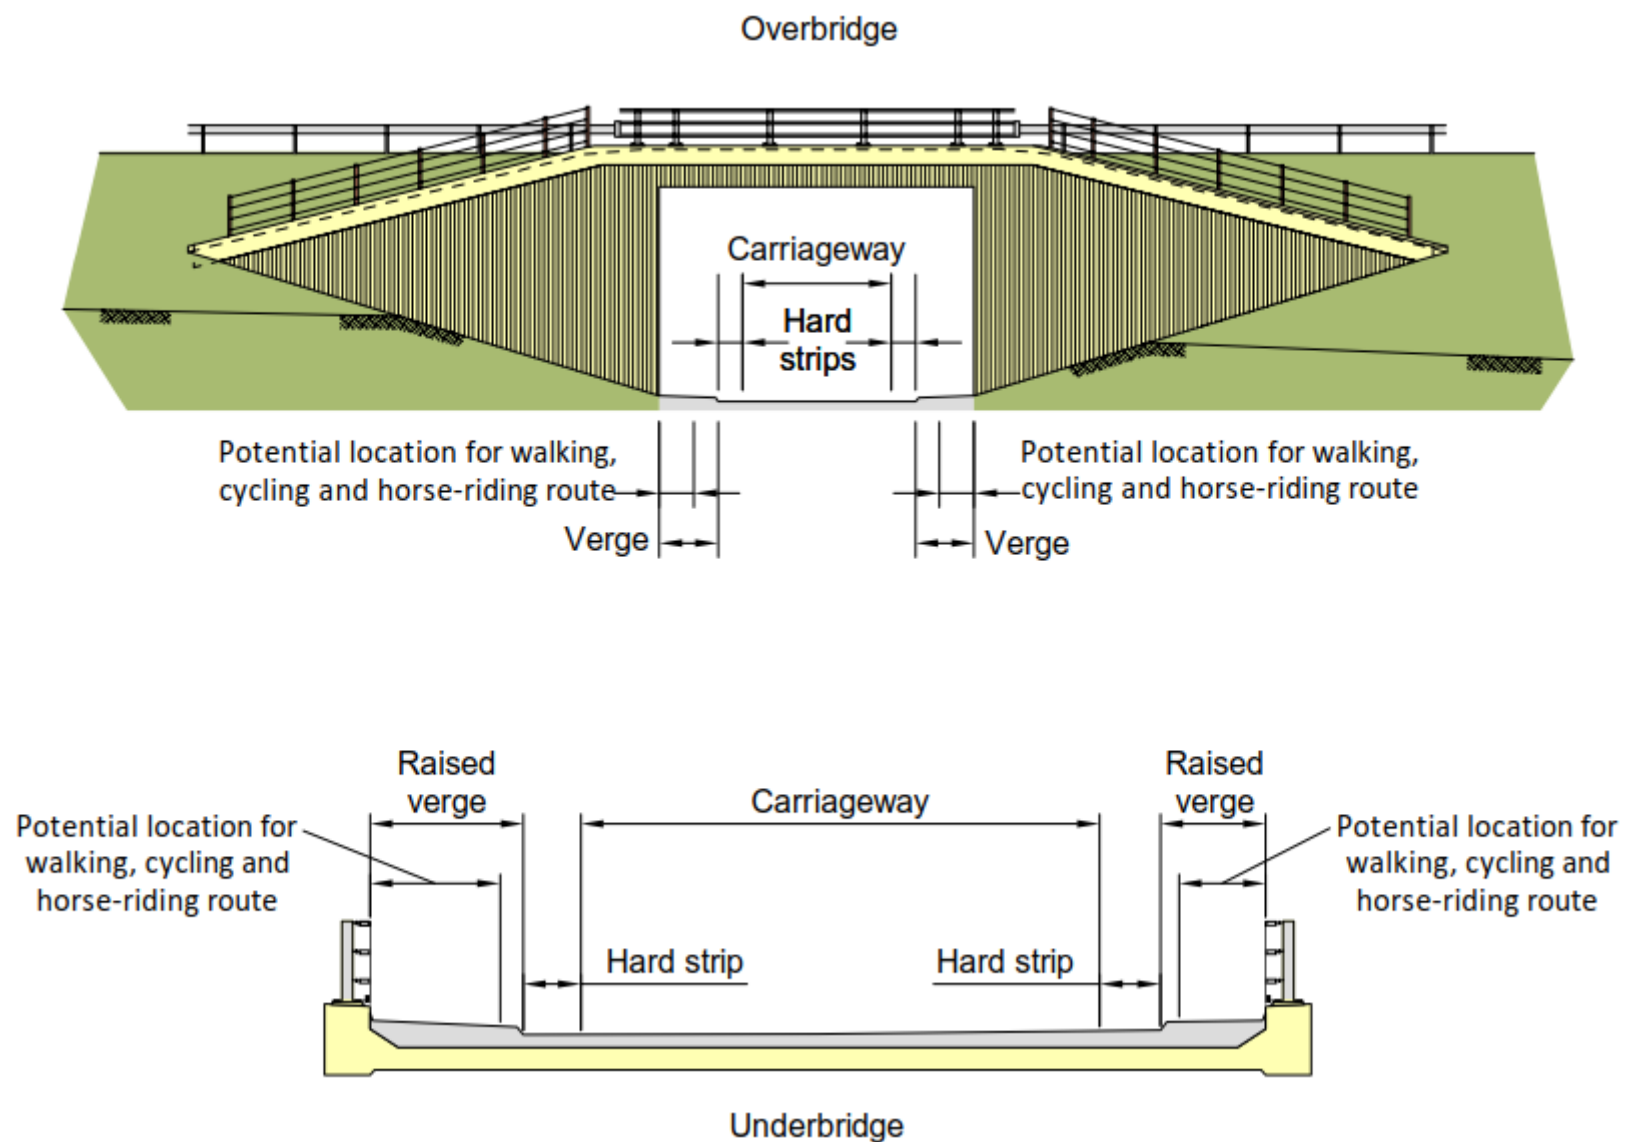 Overbridge
Carriageway
Hard
strips
Potential location for walking,
cycling and horse-riding route
Potential location for walking,
cycling and horse-riding route
Verge
Verge
Raised
verge
Carriageway
Raised
verge
Potential location for
walking, cycling and
horse-riding route
Potential location for
walking, cycling and
horse-riding route
Hard strip
Hard strip
Underbridge